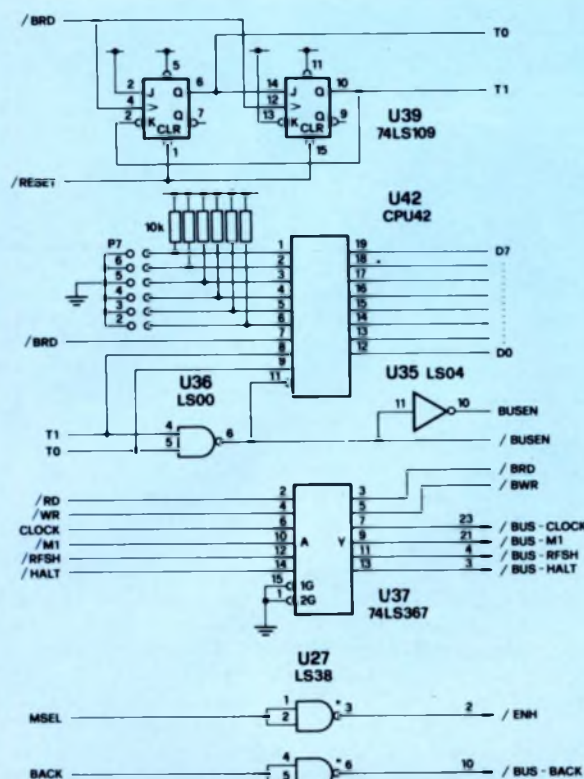 /BRD
T0
5
11
2 J Q 6
14 J Q 10
T1
4 V
12 V
2 K Q 7
13 K Q 9
U39
CLR
CLR
74LS109
1
15
/RESET
U42
CPU42
10k
P7
1 19 D7
6 2 18
5 3 17
4 4 16
3 5 15
2 6 14
7 13
/BRD
8 12 D0
9
11
U36
LS00
U35 LS04
11 10 BUSEN
T1 4
6 /BUSEN
T0 5
/BRD
/RD 2 3
/BWR
/WR 4 5
CLOCK 6 7 23 /BUS-CLOCK
/M1 10 A Y 9 21 /BUS-M1
/RFSH 12 11 4 /BUS-RFSH
/HALT 14 13 3 /BUS-HALT
15 1G
1 2G
U37
74LS367
U27
LS38
1
MSEL 2 * 3 2 /ENH
4
BACK 5 * 6 10 /BUS-BACK